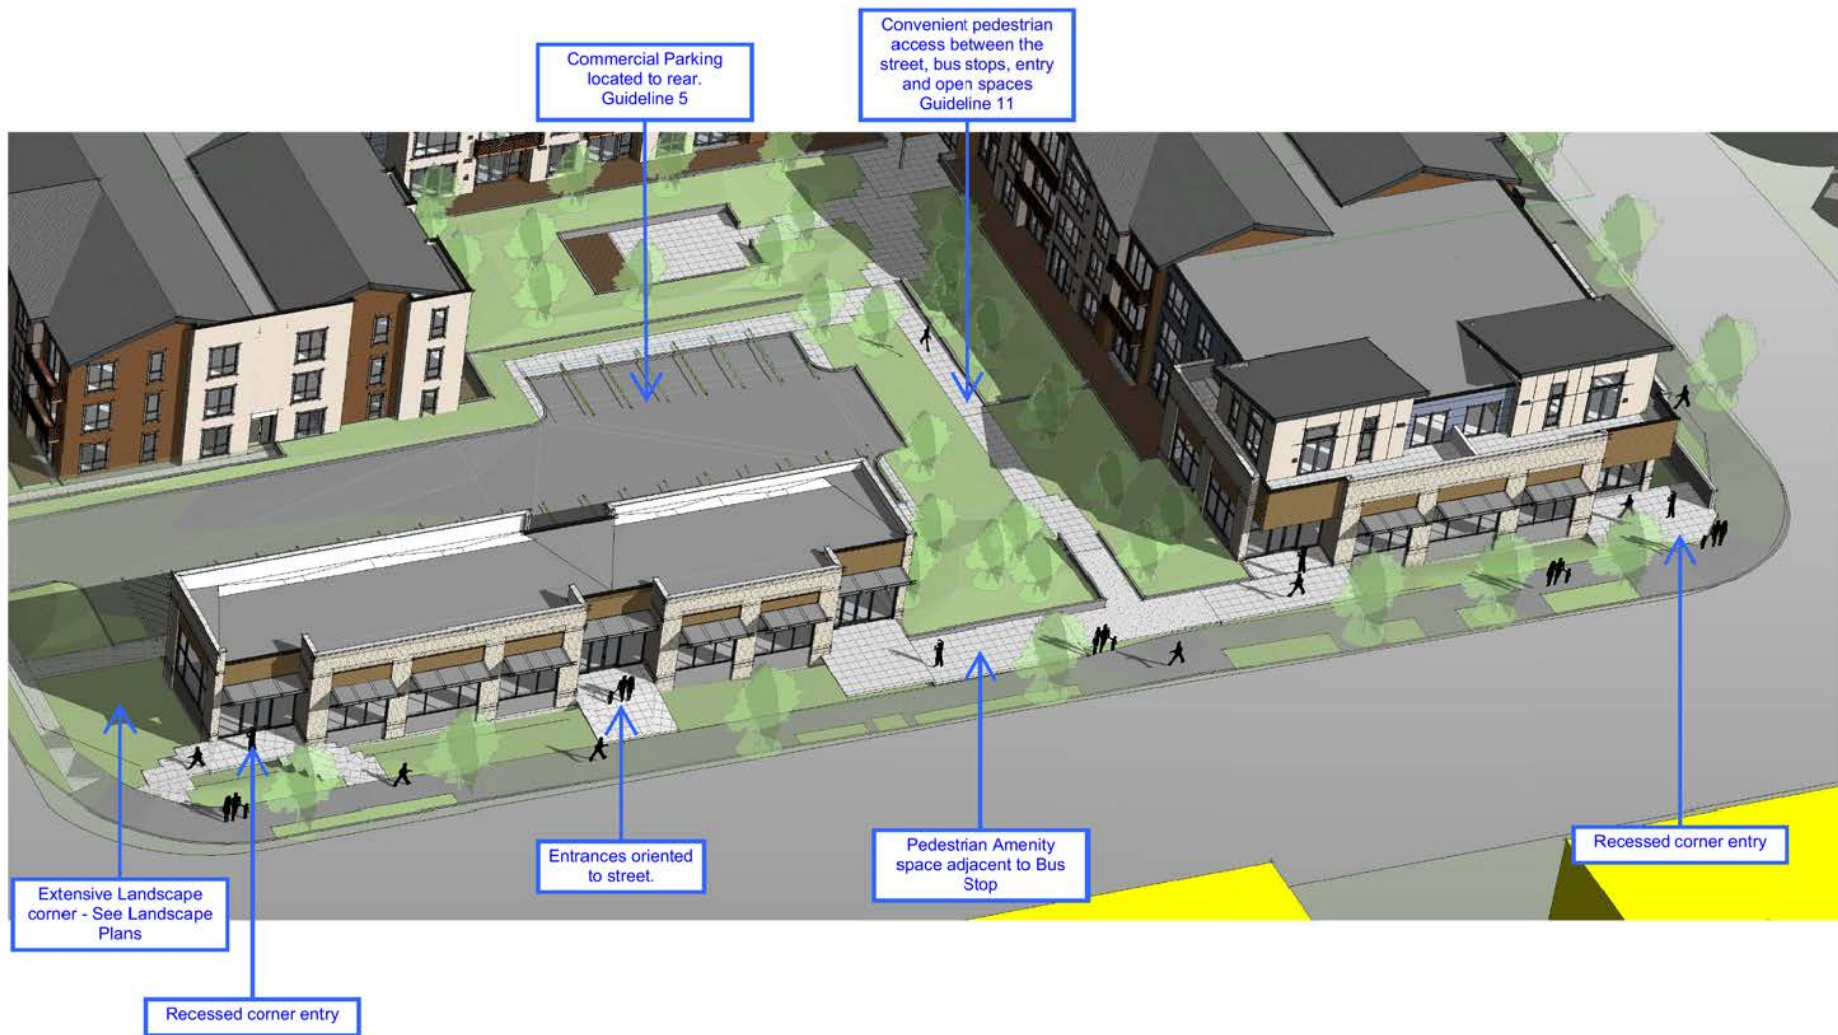 Convenient pedestrian
access between the
street, bus stops, entry
and open spaces
Guideline 11
Commercial Parking
located to rear.
Guideline 5
Entrances oriented
to street.
Pedestrian Amenity
space adjacent to Bus
Stop
Recessed corner entry
Extensive Landscape
corner - See Landscape
Plans
Recessed corner entry